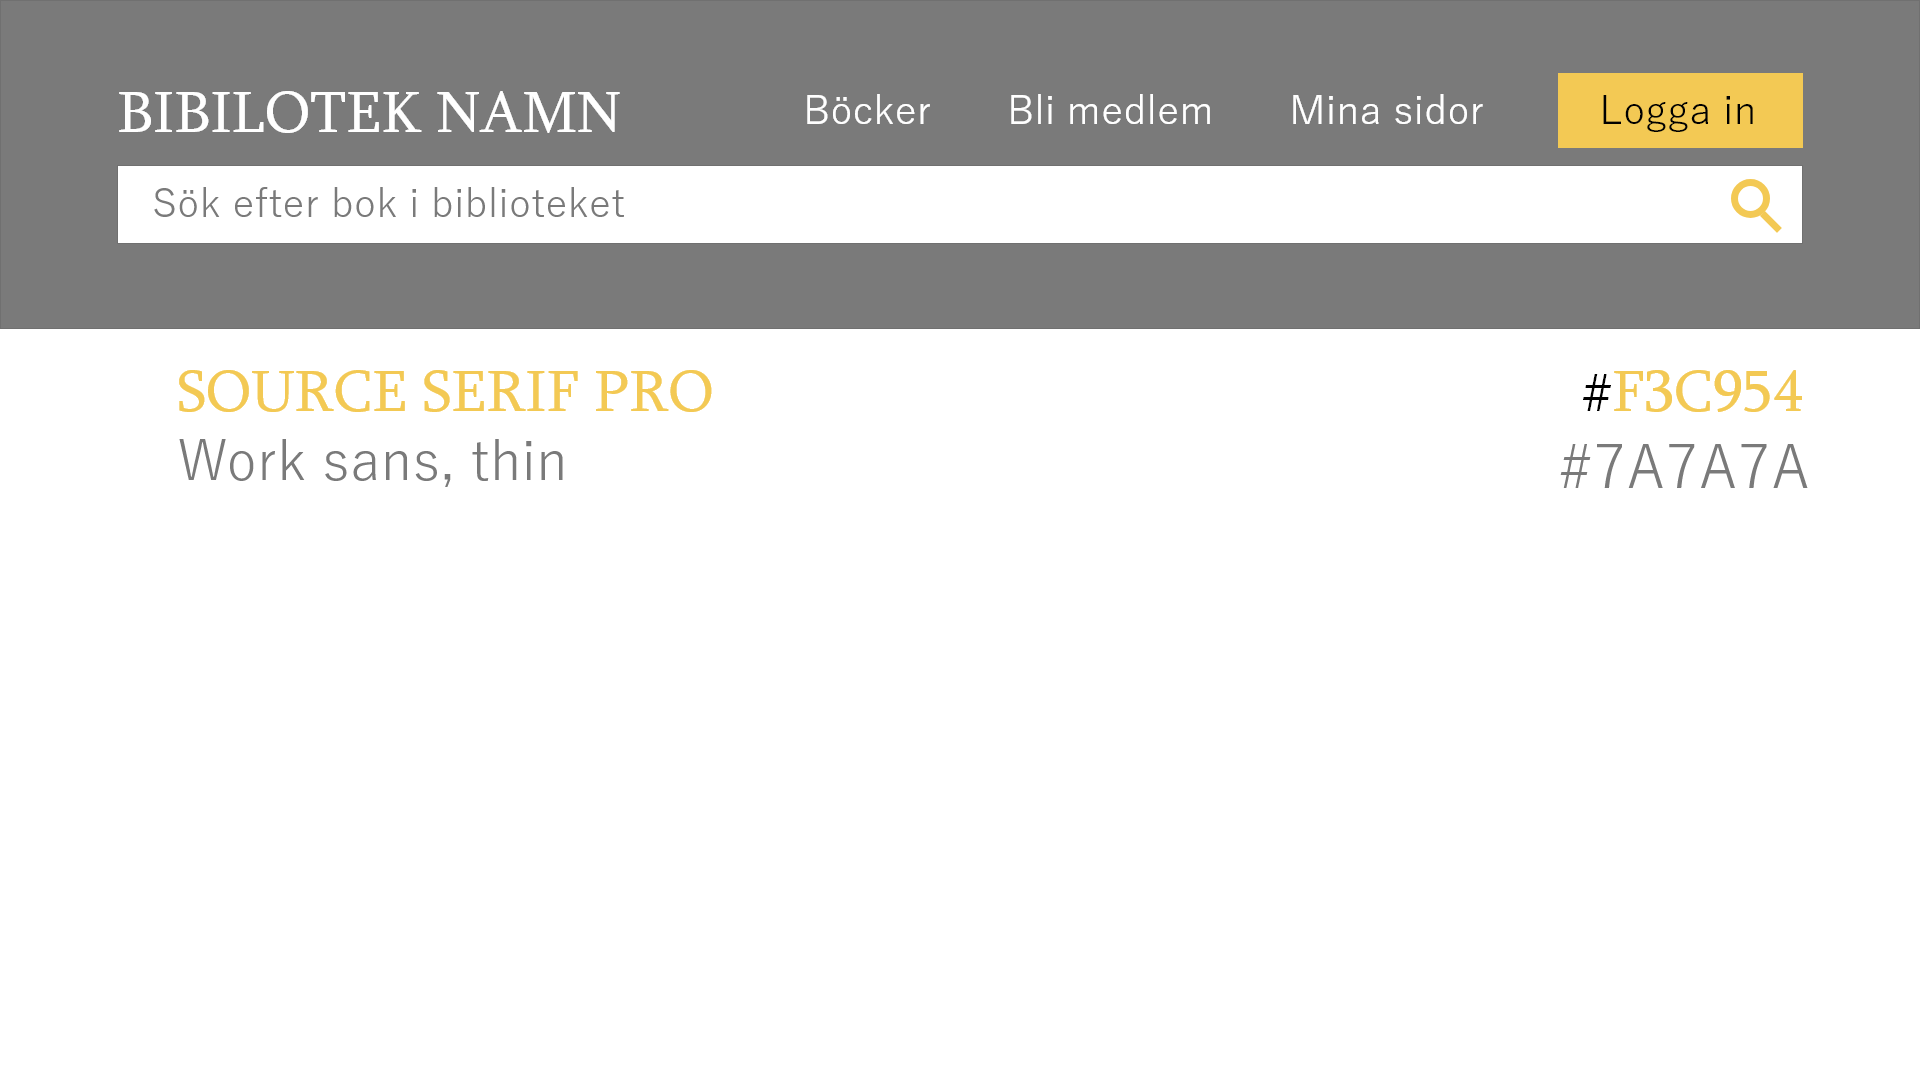 BIBILOTEK NAMN Böcker Bli medlem Mina sidor Logga in
Sök efter bok i biblioteket
SOURCE SERIF PRO #F3C954
Work sans, thin #7A7A7A